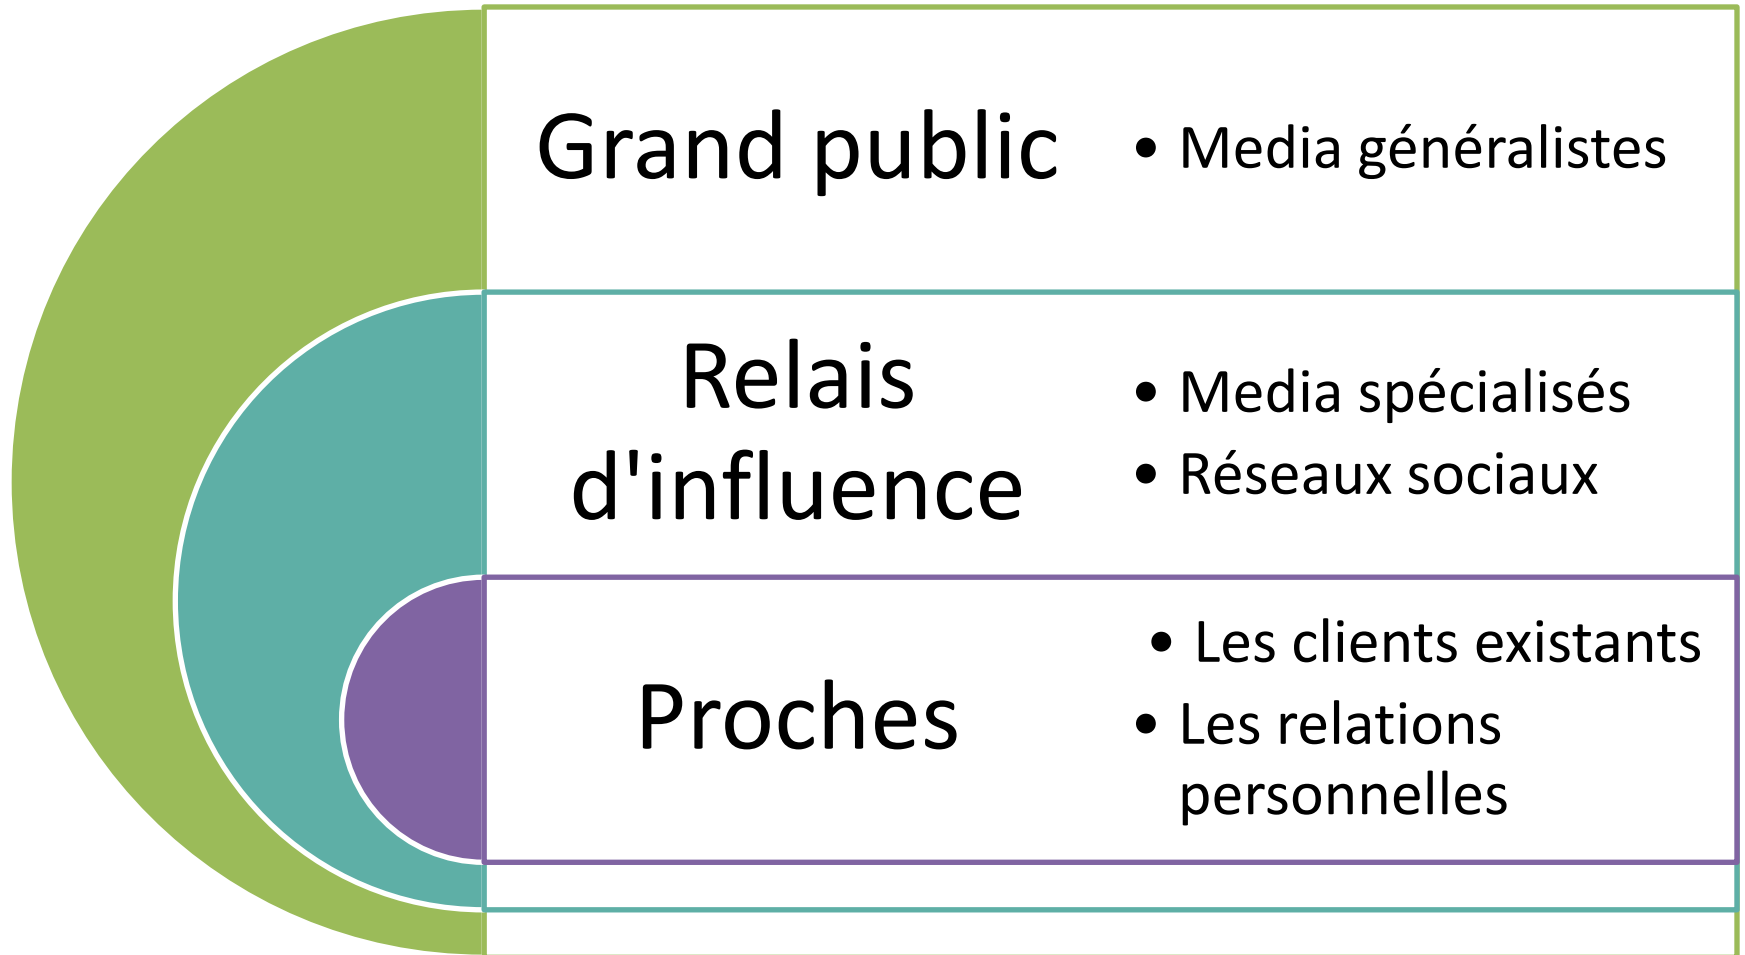 Grand public
• Media généralistes
Relais
d'influence
• Media spécialisés
• Réseaux sociaux
Proches
• Les clients existants
• Les relations
personnelles